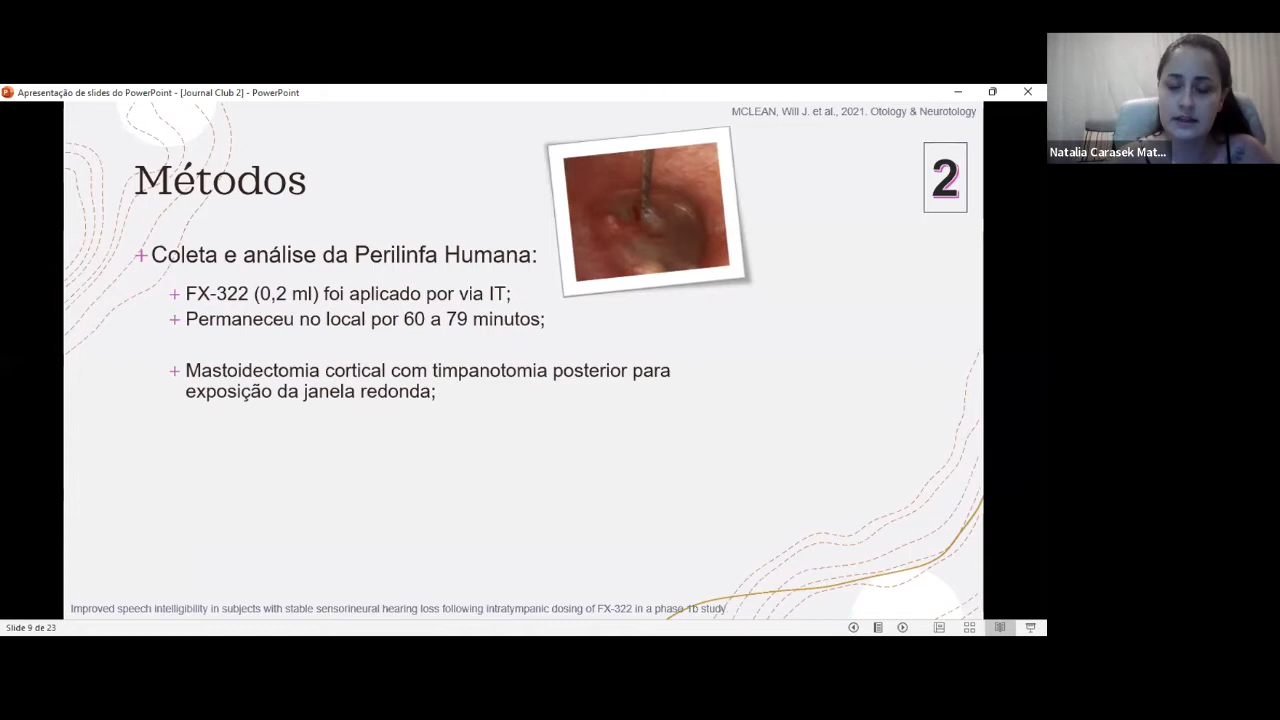 Apresentação de slides do PowerPoint - [Journal Club 2] - PowerPoint
MCLEAN, Will J. et al., 2021. Otology & Neurotology
Métodos
2
Natalia Carasek Mat...
+ Coleta e análise da Perilinfa Humana:
+ FX-322 (0,2 ml) foi aplicado por via IT;
+ Permaneceu no local por 60 a 79 minutos;
+ Mastoidectomia cortical com timpanotomia posterior para
exposição da janela redonda;
Improved speech intelligibility in subjects with stable sensorineural hearing loss following intratympanic dosing of FX-322 in a phase 1b study
Slide 9 de 23